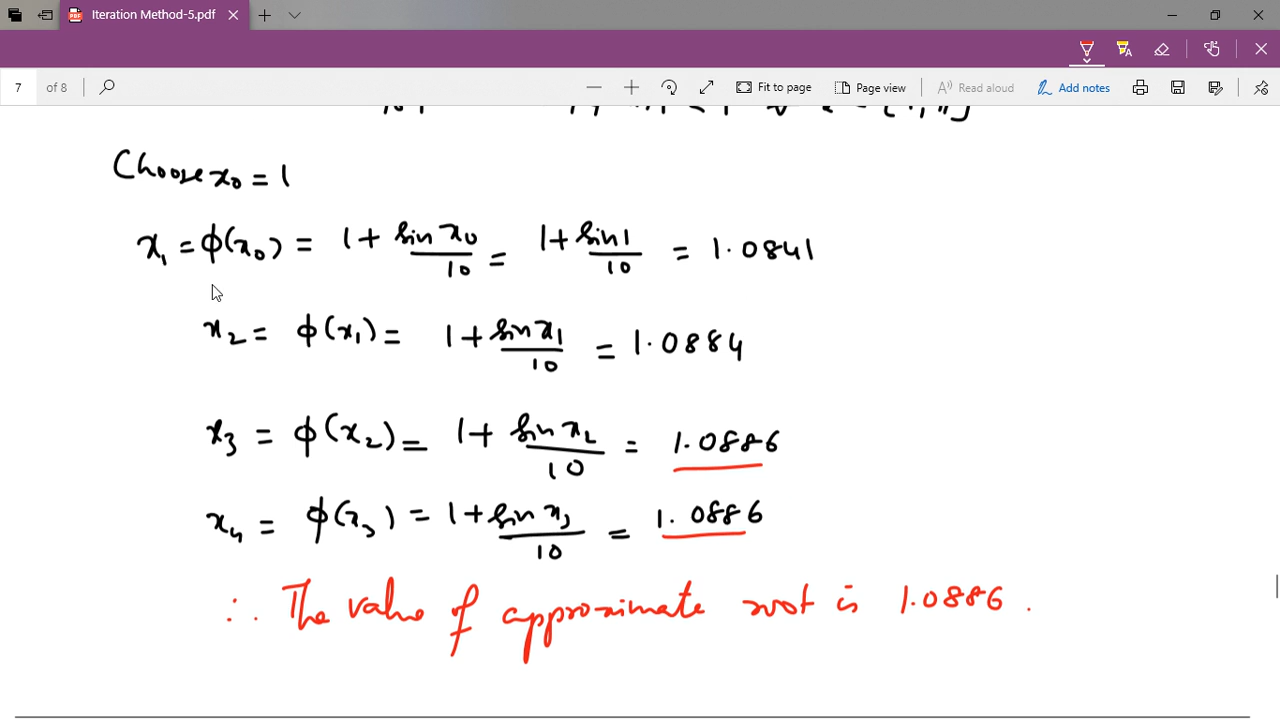 Iteration Method-5.pdf
7 of 8 Fit to page Page view Read aloud Add notes
Choose x₀ = 1
x₁ = ϕ(x₀) = 1 + sin x₀/10 = 1 + sin 1/10 = 1.0841
x₂ = ϕ(x₁) = 1 + sin x₁/10 = 1.0884
x₃ = ϕ(x₂) = 1 + sin x₂/10 = 1.0886
x₄ = ϕ(x₃) = 1 + sin x₃/10 = 1.0886
∴ The value of approximate root is 1.0886.